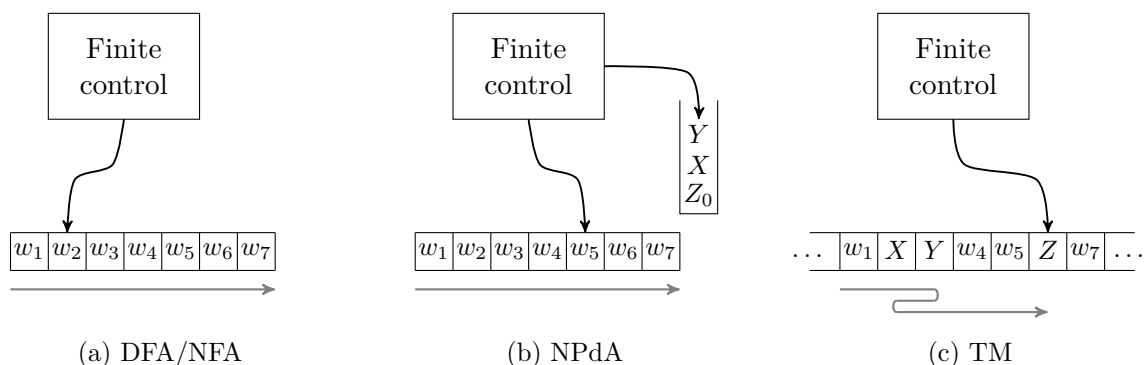 Finite
control
w₁ w₂ w₃ w₄ w₅ w₆ w₇
(a) DFA/NFA
Finite
control
Y
X
Z₀
w₁ w₂ w₃ w₄ w₅ w₆ w₇
(b) NPdA
Finite
control
... w₁ X Y w₄ w₅ Z w₇ ...
(c) TM